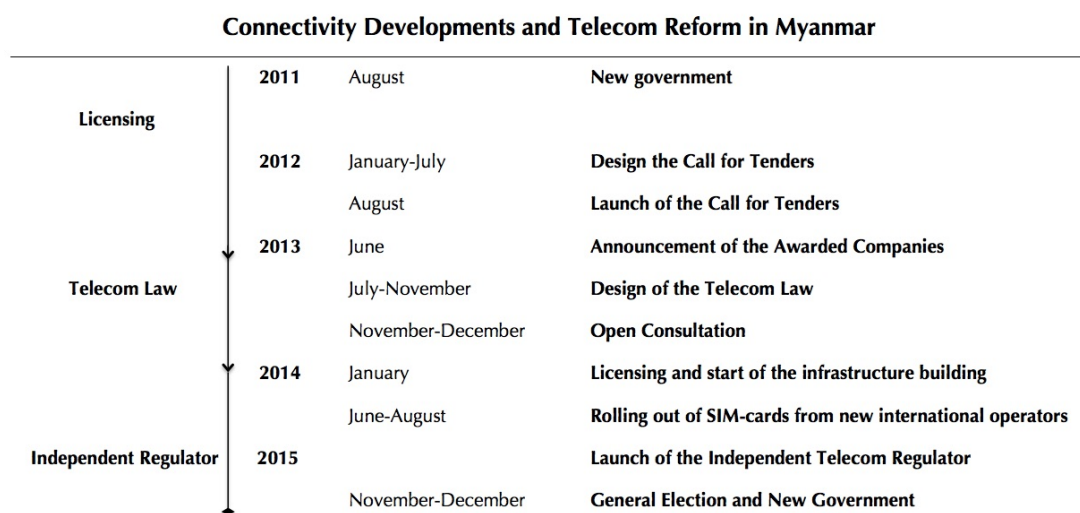 Connectivity Developments and Telecom Reform in Myanmar
2011 August New government
Licensing
2012 January-July Design the Call for Tenders
August Launch of the Call for Tenders
2013 June Announcement of the Awarded Companies
Telecom Law July-November Design of the Telecom Law
November-December Open Consultation
2014 January Licensing and start of the infrastructure building
June-August Rolling out of SIM-cards from new international operators
Independent Regulator 2015 Launch of the Independent Telecom Regulator
November-December General Election and New Government